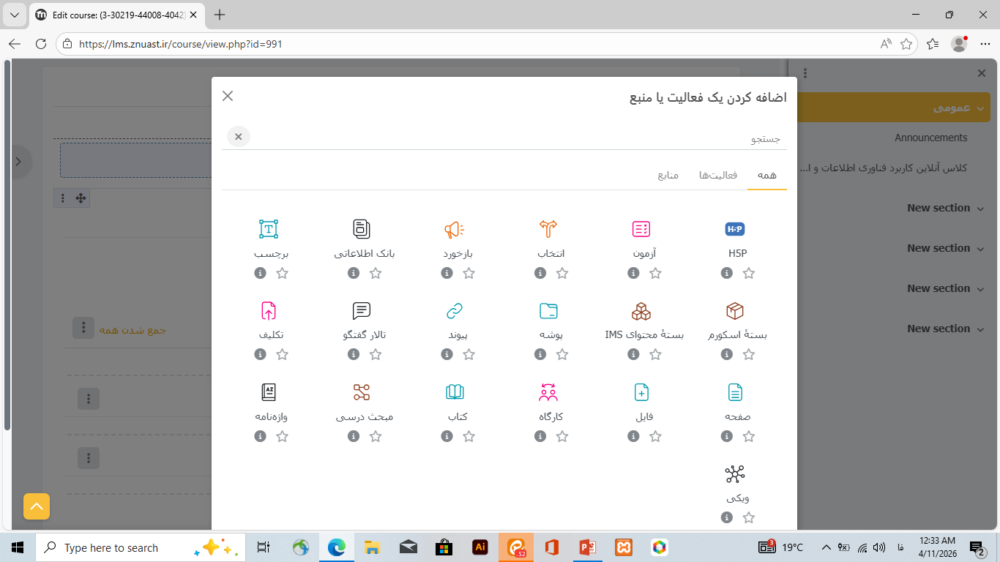 Edit course: (3-30219-44008-4042)
https://lms.znuast.ir/course/view.php?id=991
اضافه کردن یک فعالیت یا منبع
جستجو
همه
فعالیت‌ها
منابع
H5P
آزمون
انتخاب
بازخورد
بانک اطلاعاتی
برچسب
بستهٔ اسکورم
بستهٔ محتوای IMS
پوشه
پیوند
تالار گفتگو
تکلیف
صفحه
فایل
کارگاه
کتاب
مبحث درسی
واژه‌نامه
ویکی
عمومی
Announcements
کلاس آنلاین کاربرد فناوری اطلاعات و ا...
New section
New section
New section
New section
جمع شدن همه
Type here to search
Ai
.52
3
19°C
فا
12:33 AM
4/11/2026
2